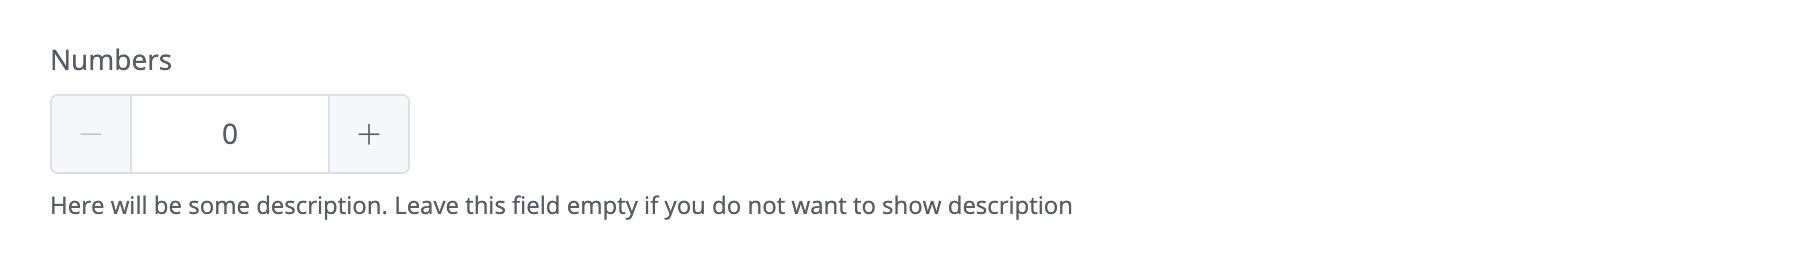 Numbers
0
Here will be some description. Leave this field empty if you do not want to show description